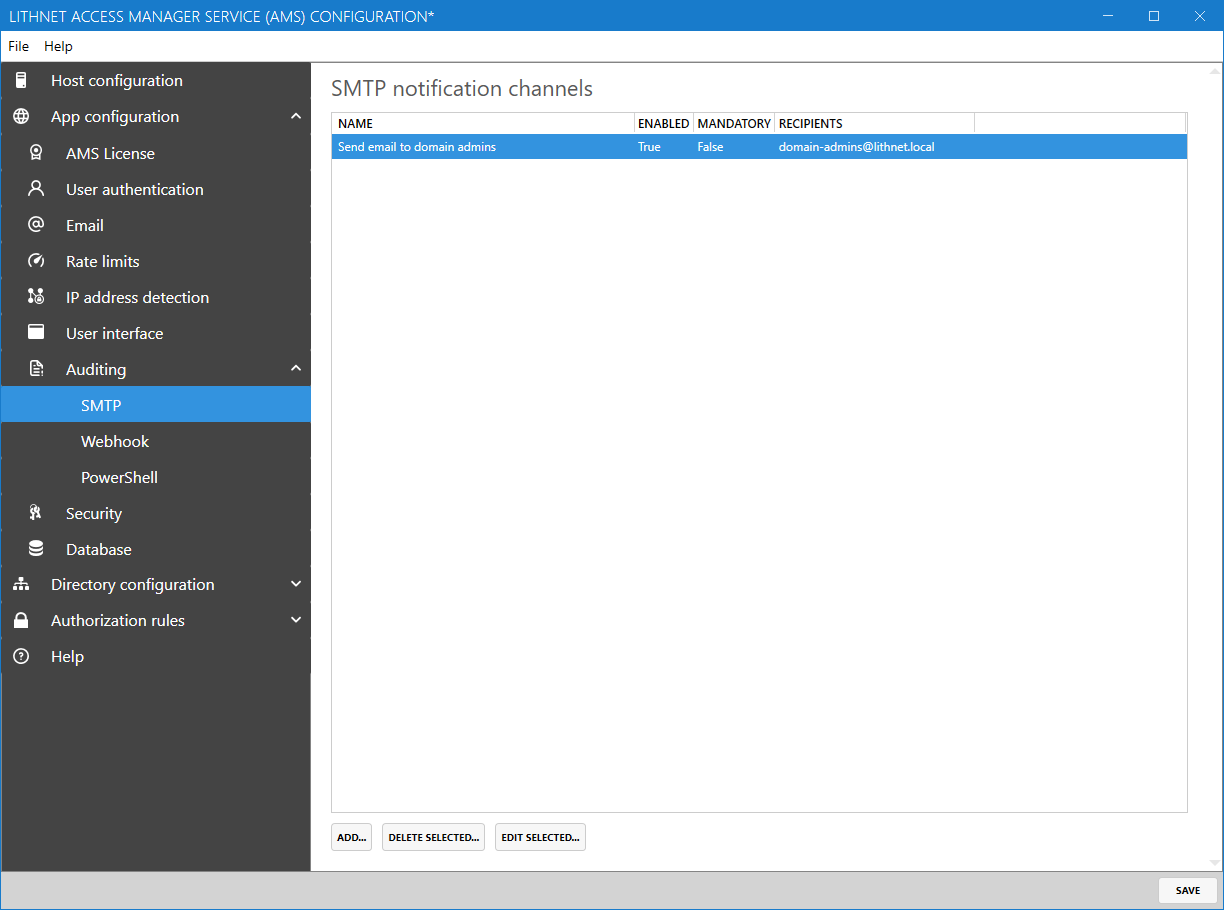 LITHNET ACCESS MANAGER SERVICE (AMS) CONFIGURATION*
File Help
Host configuration
App configuration
AMS License
User authentication
Email
Rate limits
IP address detection
User interface
Auditing
SMTP
Webhook
PowerShell
Security
Database
Directory configuration
Authorization rules
Help
SMTP notification channels
NAME ENABLED MANDATORY RECIPIENTS
Send email to domain admins True False domain-admins@lithnet.local
ADD... DELETE SELECTED... EDIT SELECTED...
SAVE